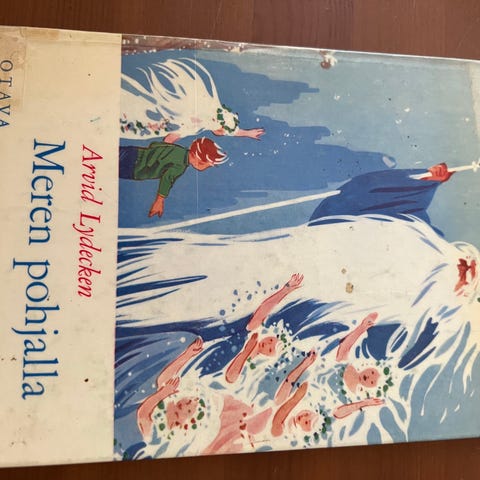 Arvid Lydecken
Meren pohjalla
OTAVA